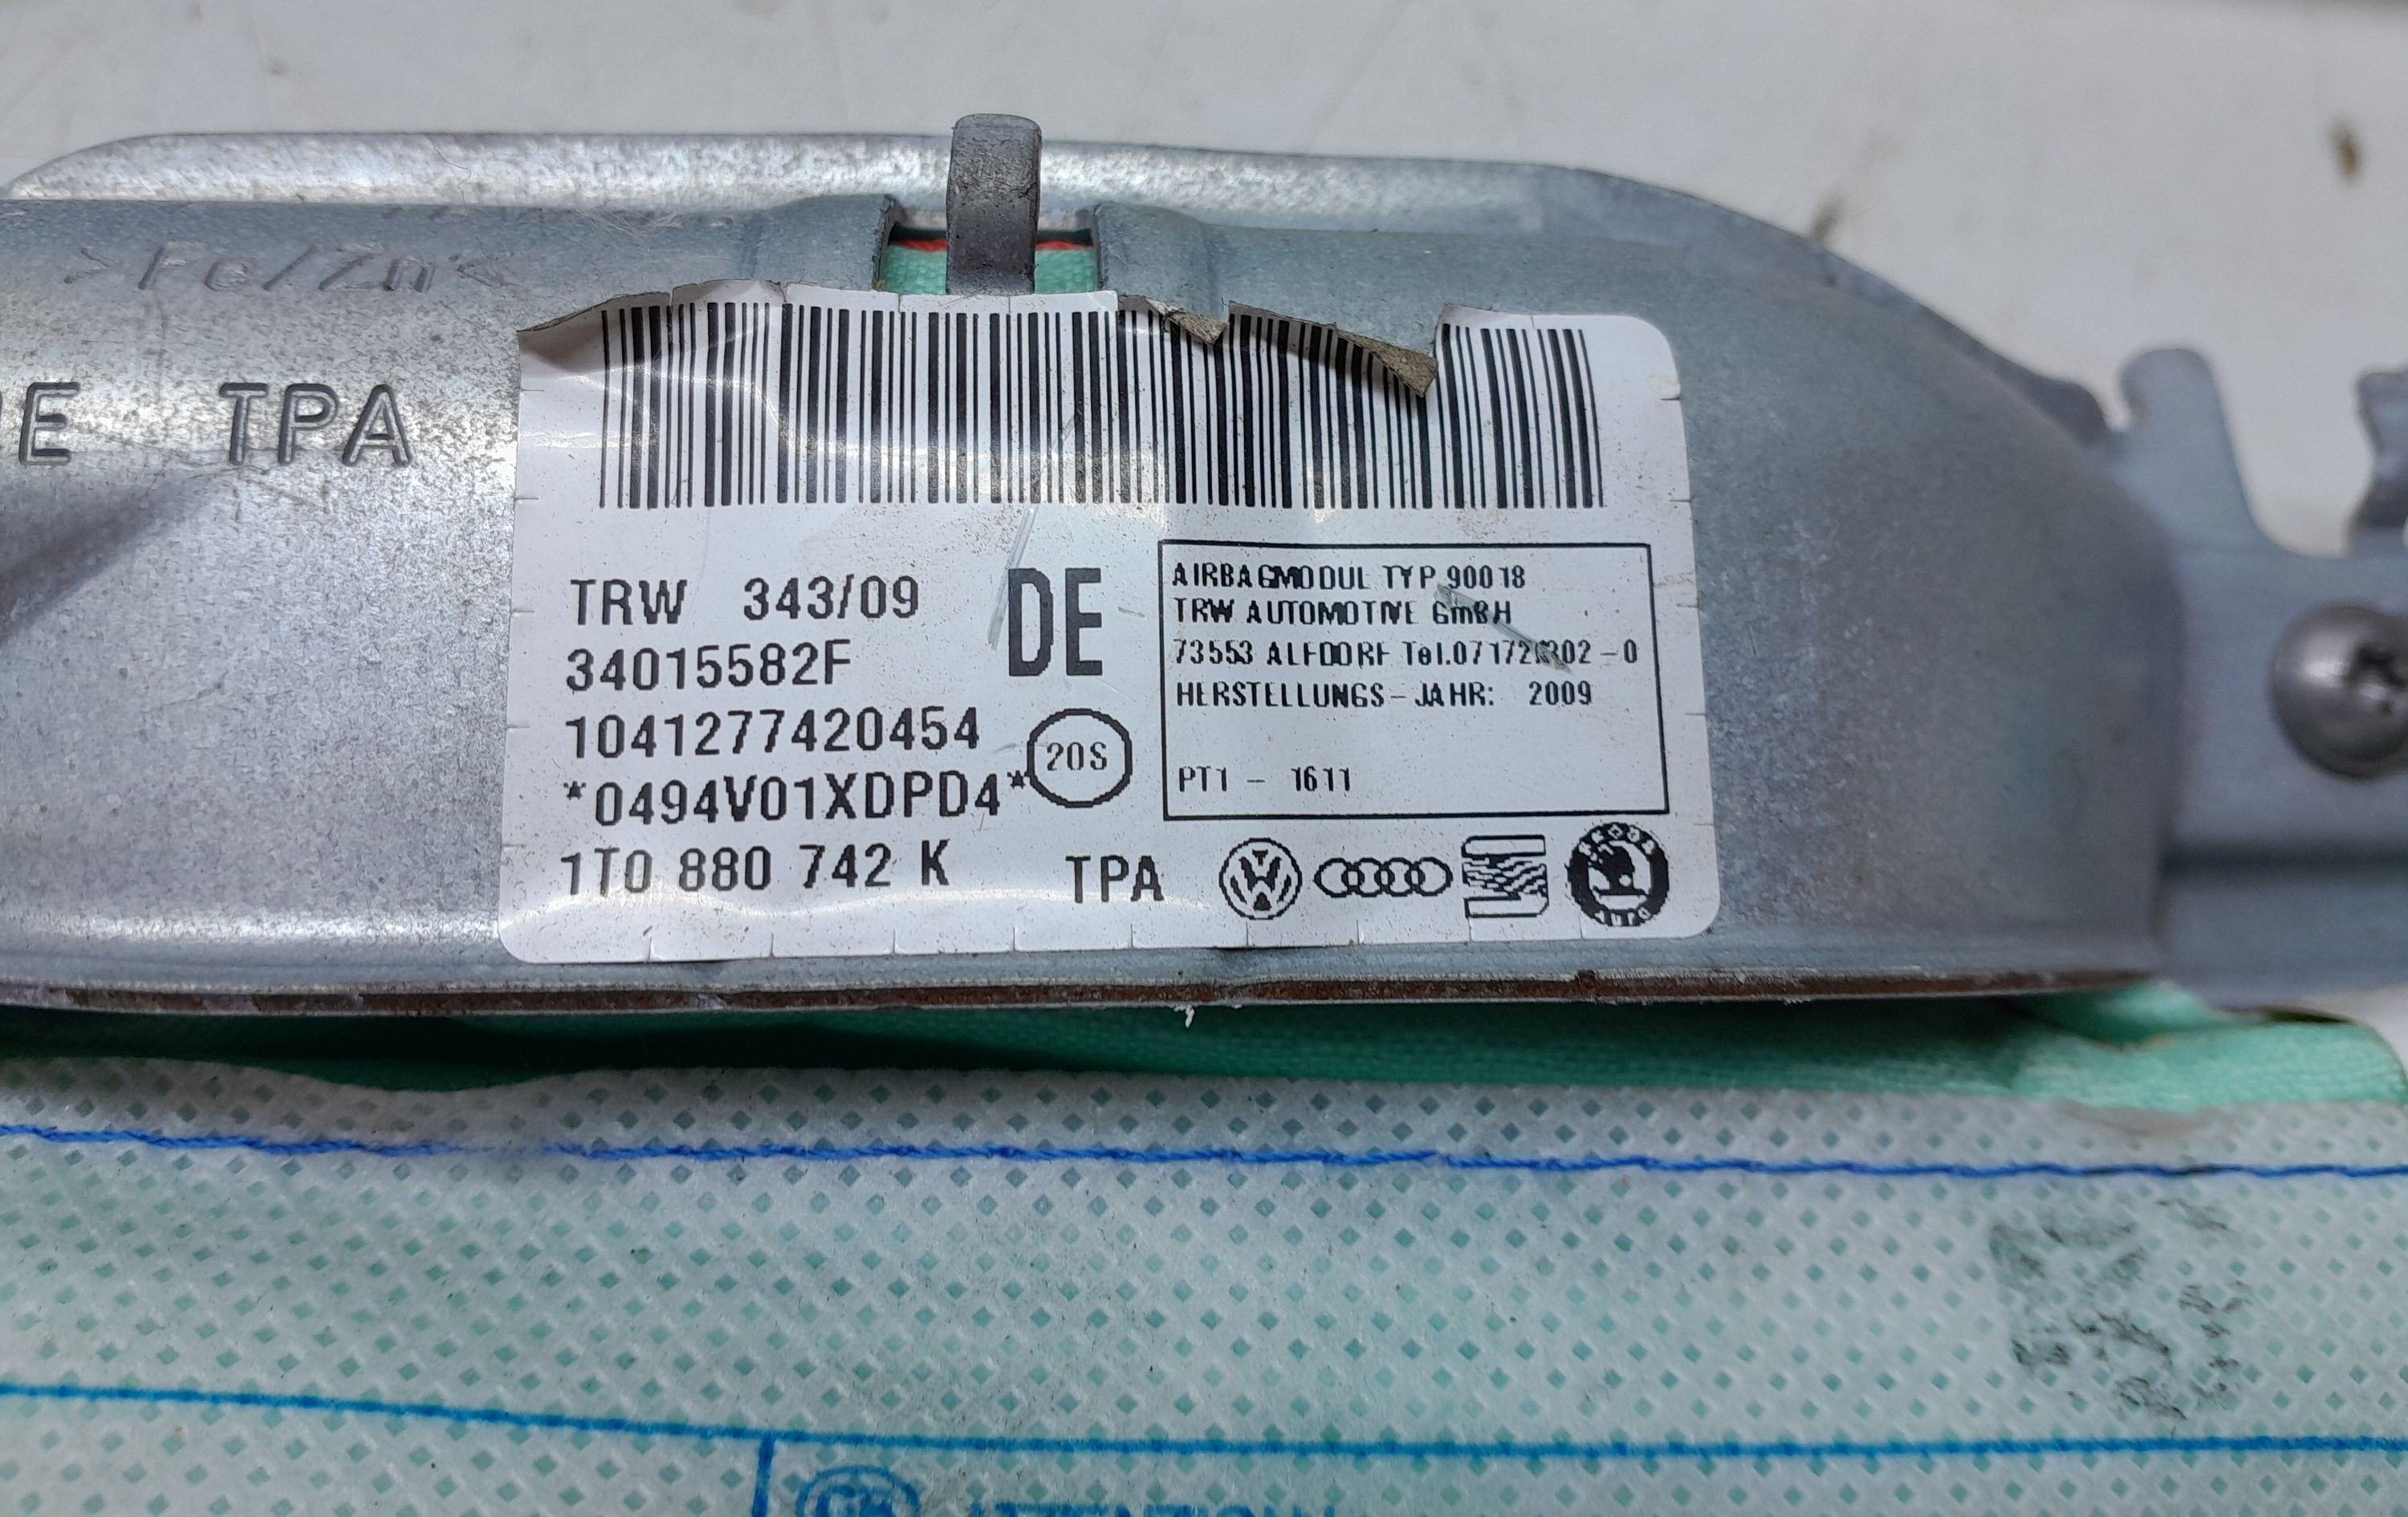 >Fe/Zn<
TPA
TRW 343/09
34015582F
1041277420454
*0494V01XDPD4*
1T0 880 742 K
DE
20S
AIRBAGMODUL TYP 90018
TRW AUTOMOTIVE GmbH
73553 ALFDORF Tel.
HERSTELLUNGS-JAHR: 2009
PT1 - 1611
TPA